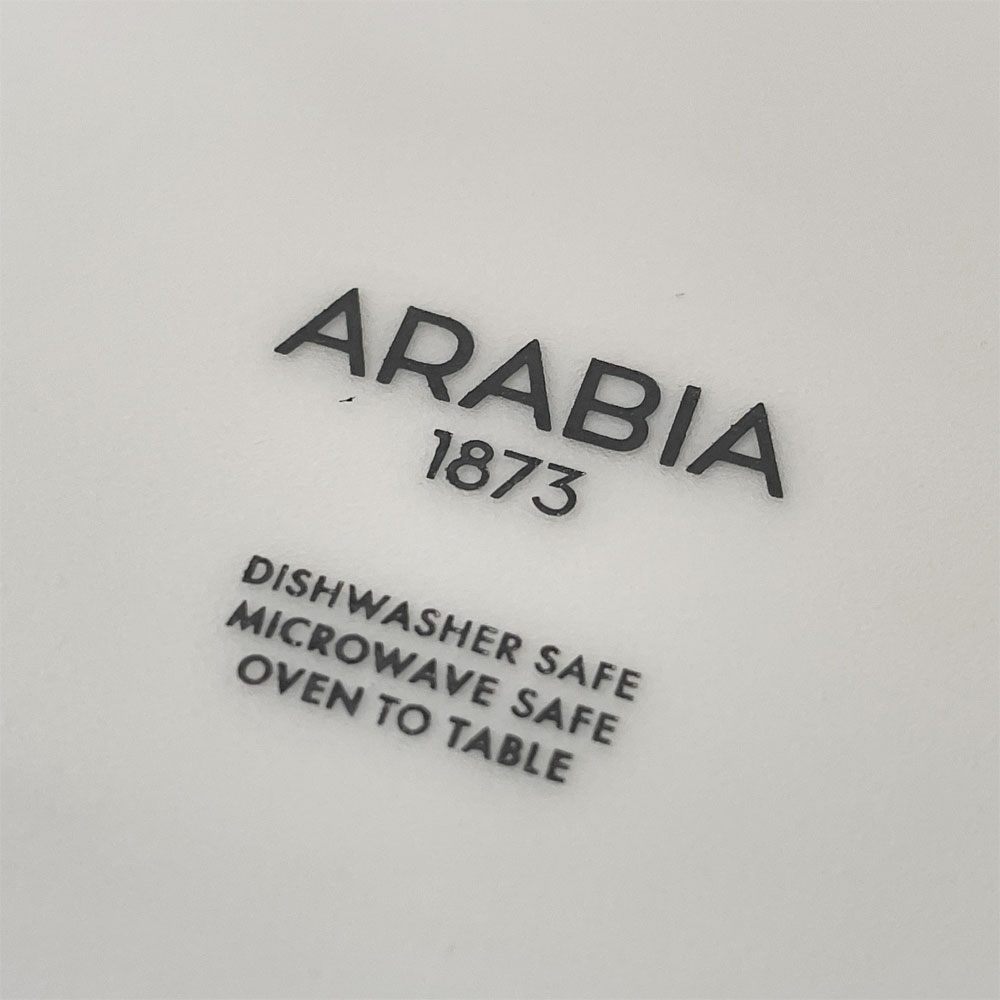 ARABIA
1873
DISHWASHER SAFE
MICROWAVE SAFE
OVEN TO TABLE